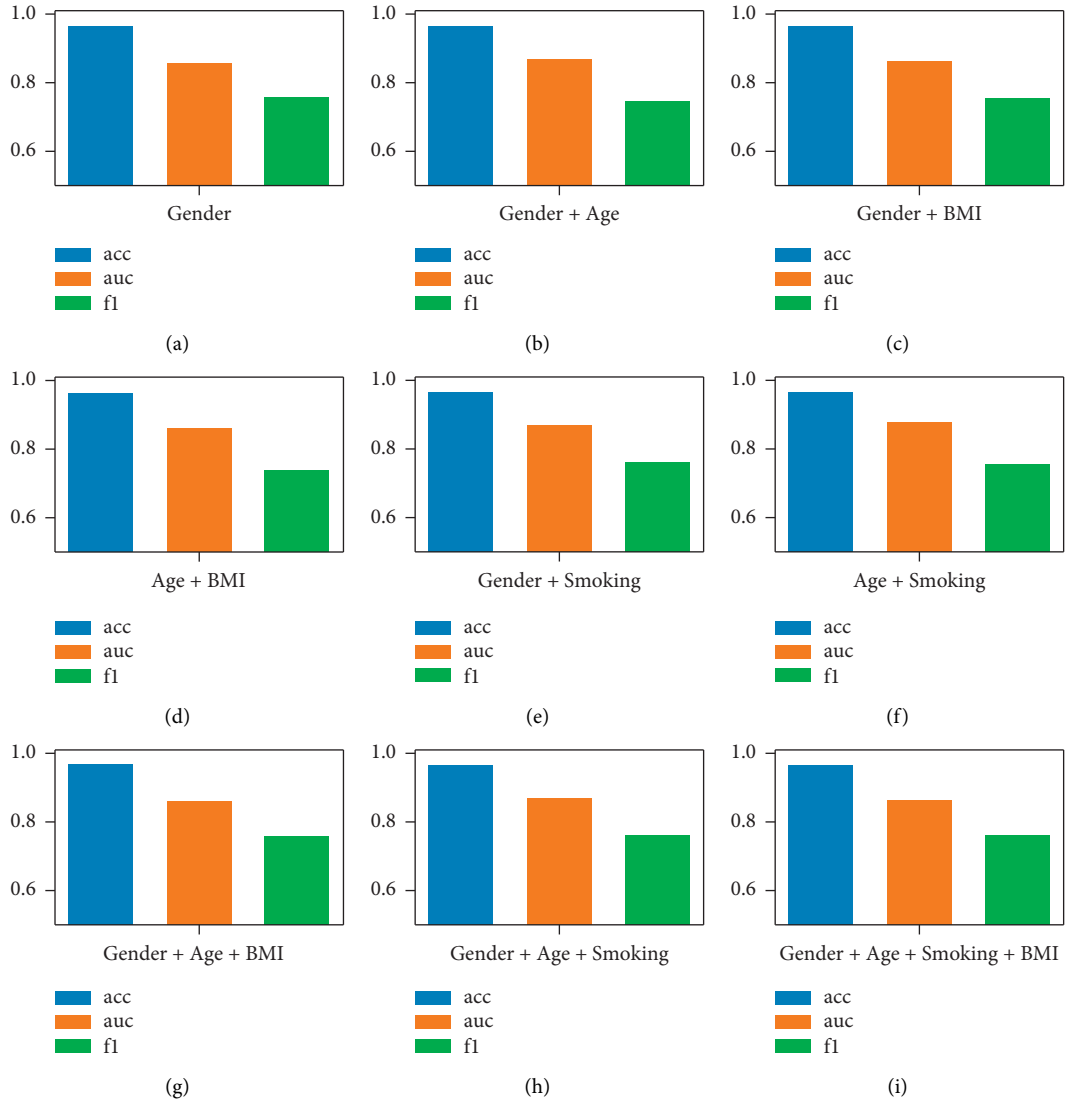 1.0
0.8
0.6
Gender
acc
auc
f1
(a)
1.0
0.8
0.6
Gender + Age
acc
auc
f1
(b)
1.0
0.8
0.6
Gender + BMI
acc
auc
f1
(c)
1.0
0.8
0.6
Age + BMI
acc
auc
f1
(d)
1.0
0.8
0.6
Gender + Smoking
acc
auc
f1
(e)
1.0
0.8
0.6
Age + Smoking
acc
auc
f1
(f)
1.0
0.8
0.6
Gender + Age + BMI
acc
auc
f1
(g)
1.0
0.8
0.6
Gender + Age + Smoking
acc
auc
f1
(h)
1.0
0.8
0.6
Gender + Age + Smoking + BMI
acc
auc
f1
(i)